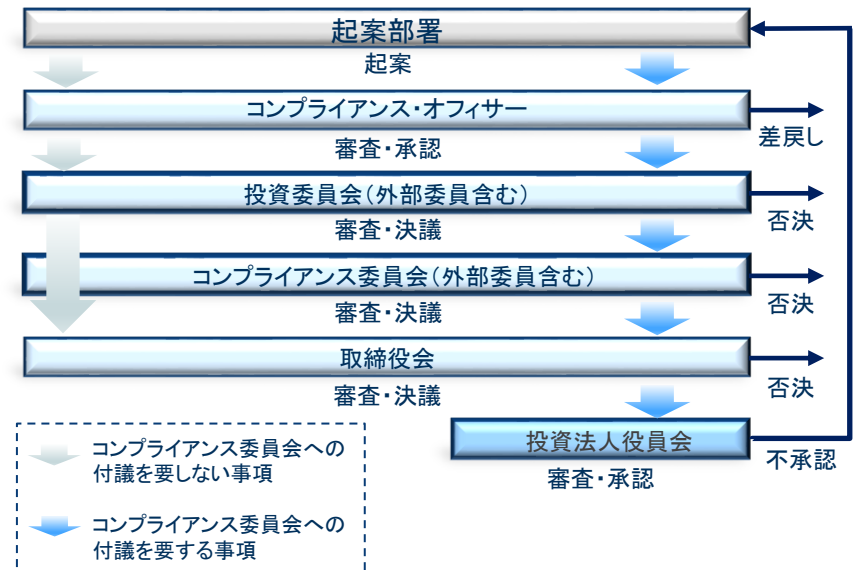 起案部署
起案
コンプライアンス・オフィサー
差戻し
審査・承認
投資委員会（外部委員含む）
審査・決議
否決
コンプライアンス委員会（外部委員含む）
審査・決議
否決
取締役会
審査・決議
否決
投資法人役員会
審査・承認
不承認
コンプライアンス委員会への
付議を要しない事項
コンプライアンス委員会への
付議を要する事項